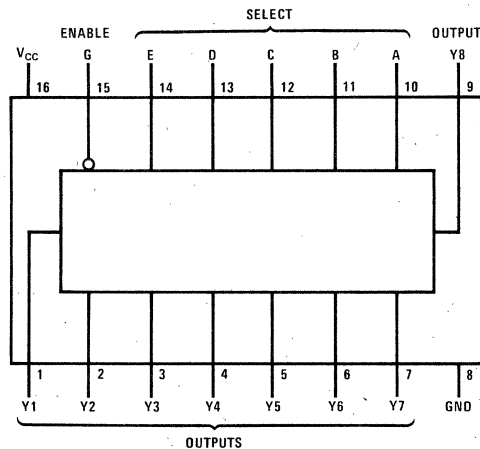 SELECT
ENABLE OUTPUT
VCC G E D C B A Y8
16 15 14 13 12 11 10 9
1 2 3 4 5 6 7 8
Y1 Y2 Y3 Y4 Y5 Y6 Y7 GND
OUTPUTS